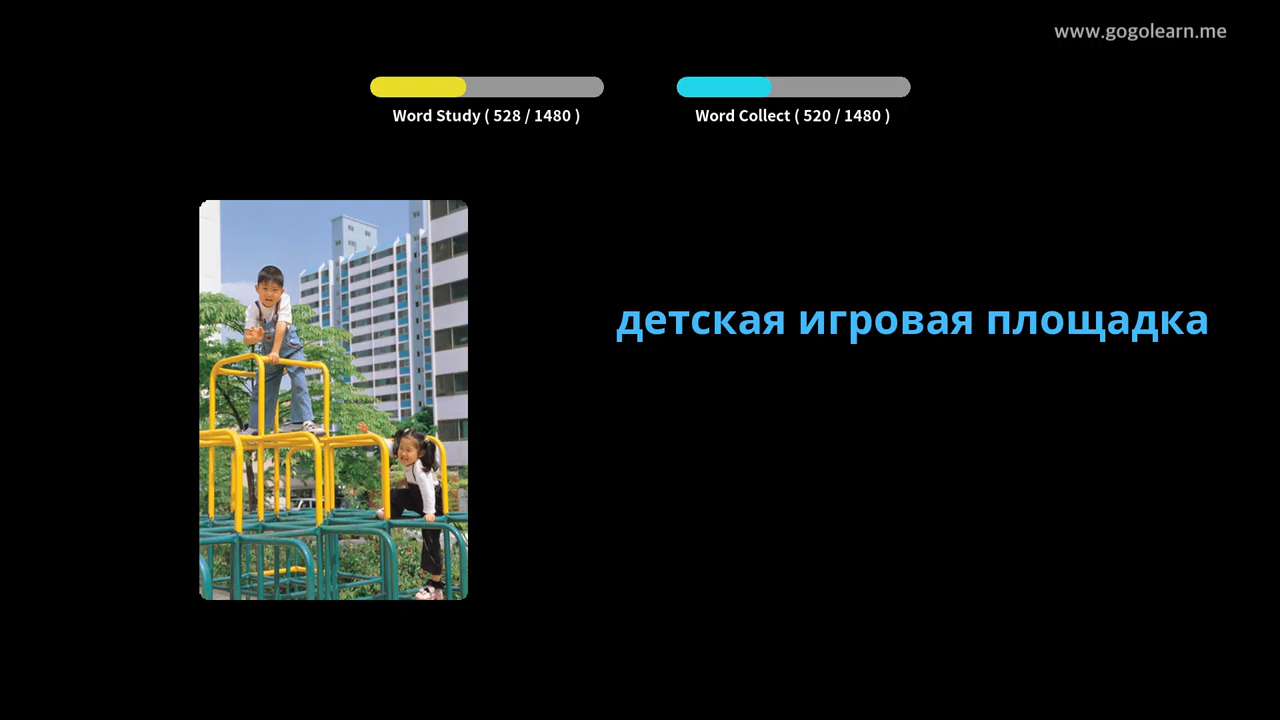 www.gogolearn.me
Word Study ( 528 / 1480 )
Word Collect ( 520 / 1480 )
детская игровая площадка